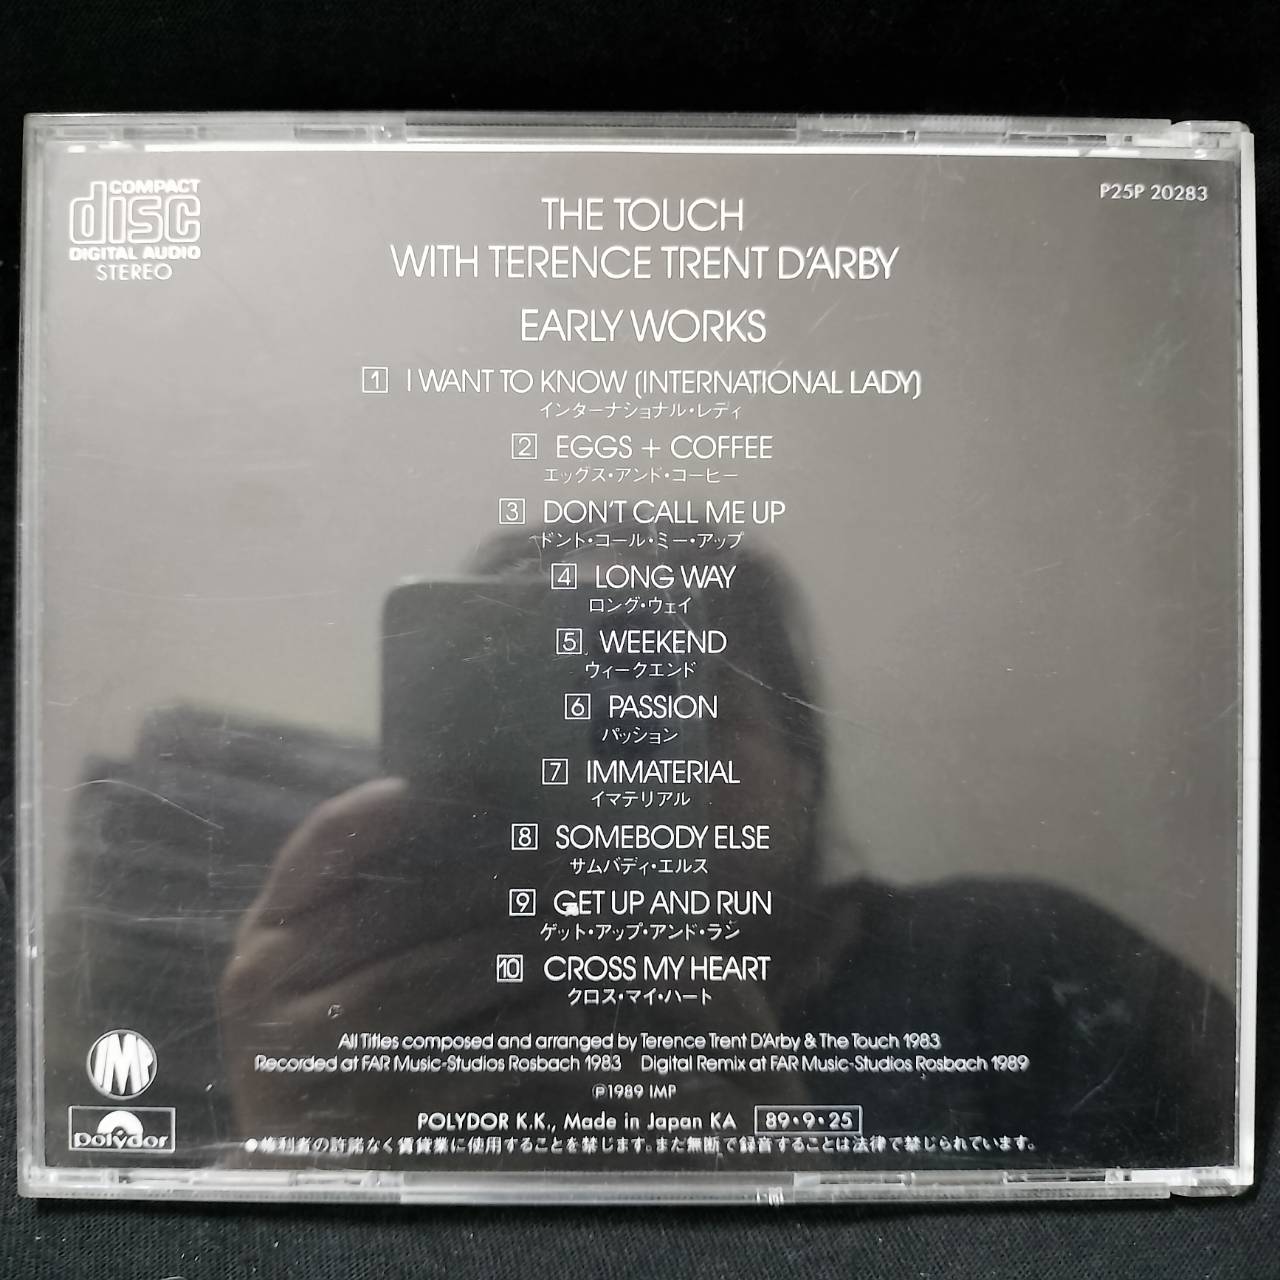 COMPACT
disc
DIGITAL AUDIO
STEREO
P25P 20283
THE TOUCH
WITH TERENCE TRENT D'ARBY
EARLY WORKS
1 I WANT TO KNOW (INTERNATIONAL LADY)
インターナショナル・レディ
2 EGGS + COFFEE
エッグス・アンド・コーヒー
3 DON'T CALL ME UP
ドント・コール・ミー・アップ
4 LONG WAY
ロング・ウェイ
5 WEEKEND
ウィークエンド
6 PASSION
パッション
7 IMMATERIAL
イマテリアル
8 SOMEBODY ELSE
サムバディ・エルス
9 GET UP AND RUN
ゲット・アップ・アンド・ラン
10 CROSS MY HEART
クロス・マイ・ハート
All Titles composed and arranged by Terence Trent D'Arby & The Touch 1983
Recorded at FAR Music-Studios Rosbach 1983 Digital Remix at FAR Music-Studios Rosbach 1989
℗1989 IMP
IMP
polydor
POLYDOR K.K., Made in Japan KA 89・9・25
●権利者の許諾なく賃貸業に使用することを禁じます。また無断で録音することは法律で禁じられています。